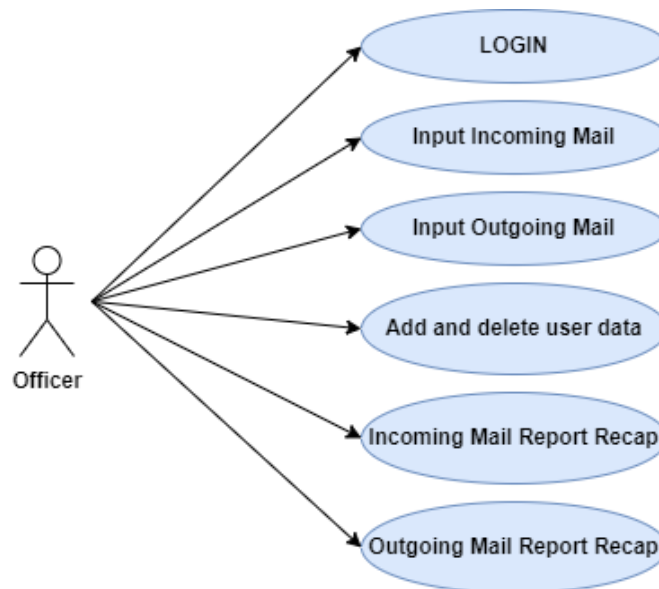 LOGIN
Input Incoming Mail
Input Outgoing Mail
Add and delete user data
Officer
Incoming Mail Report Recap
Outgoing Mail Report Recap